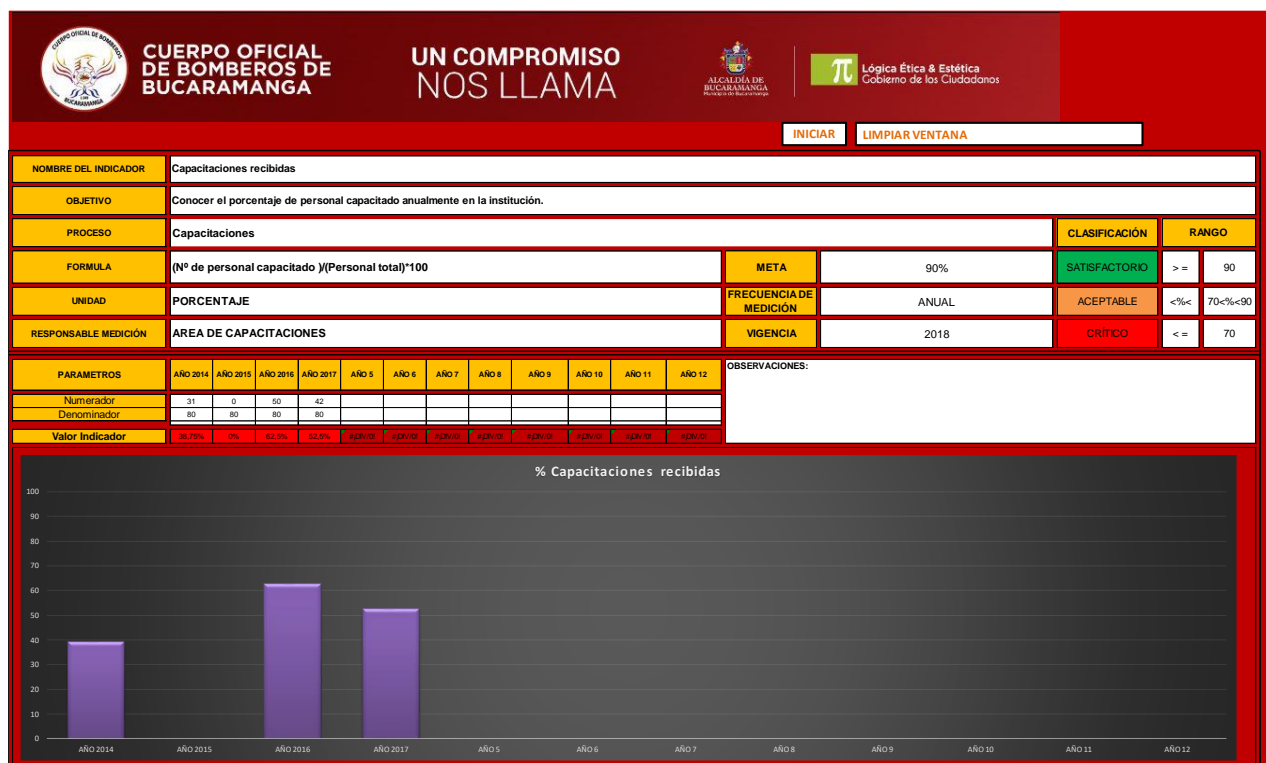 CUERPO OFICIAL DE BOMBEROS
BUCARAMANGA
CUERPO OFICIAL
DE BOMBEROS DE
BUCARAMANGA
UN COMPROMISO
NOS LLAMA
ALCALDÍA DE
BUCARAMANGA
Municipio de Bucaramanga
π
Lógica Ética & Estética
Gobierno de los Ciudadanos
INICIAR
LIMPIAR VENTANA
NOMBRE DEL INDICADOR Capacitaciones recibidas
OBJETIVO Conocer el porcentaje de personal capacitado anualmente en la institución.
PROCESO Capacitaciones CLASIFICACIÓN RANGO
FORMULA (Nº de personal capacitado )/(Personal total)*100 META 90% SATISFACTORIO > = 90
UNIDAD PORCENTAJE FRECUENCIA DE MEDICIÓN ANUAL ACEPTABLE <%< 70<%<90
RESPONSABLE MEDICIÓN AREA DE CAPACITACIONES VIGENCIA 2018 CRÍTICO < = 70
PARAMETROS AÑO 2014 AÑO 2015 AÑO 2016 AÑO 2017 AÑO 5 AÑO 6 AÑO 7 AÑO 8 AÑO 9 AÑO 10 AÑO 11 AÑO 12 OBSERVACIONES:
Numerador 31 0 50 42
Denominador 80 80 80 80
Valor Indicador 38,75% 0% 62,5% 52,5% #¡DIV/0! #¡DIV/0! #¡DIV/0! #¡DIV/0! #¡DIV/0! #¡DIV/0! #¡DIV/0! #¡DIV/0!
% Capacitaciones recibidas
100
90
80
70
60
50
40
30
20
10
0
AÑO 2014 AÑO 2015 AÑO 2016 AÑO 2017 AÑO 5 AÑO 6 AÑO 7 AÑO 8 AÑO 9 AÑO 10 AÑO 11 AÑO 12